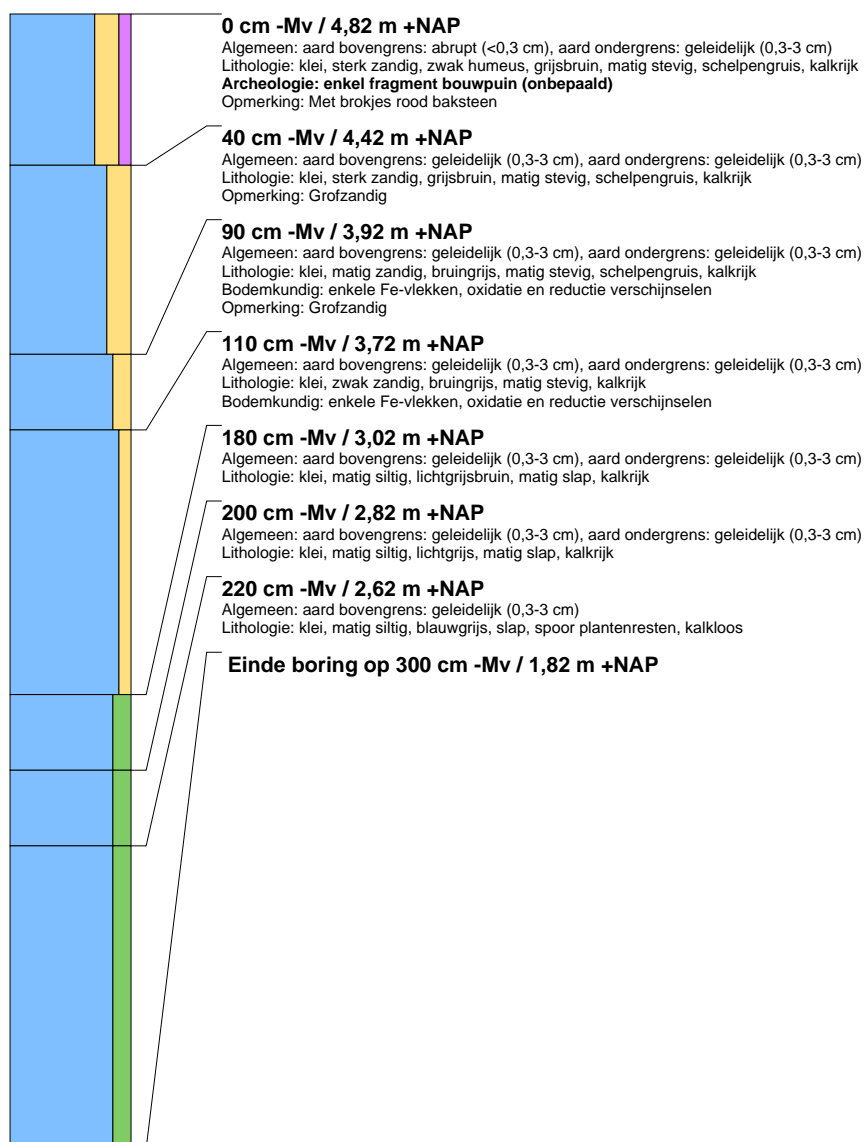 0 cm -Mv / 4,82 m +NAP
Algemeen: aard bovengrens: abrupt (<0,3 cm), aard ondergrens: geleidelijk (0,3-3 cm)
Lithologie: klei, sterk zandig, zwak humeus, grijsbruin, matig stevig, schelpengruis, kalkrijk
Archeologie: enkel fragment bouwpuin (onbepaald)
Opmerking: Met brokjes rood baksteen
40 cm -Mv / 4,42 m +NAP
Algemeen: aard bovengrens: geleidelijk (0,3-3 cm), aard ondergrens: geleidelijk (0,3-3 cm)
Lithologie: klei, sterk zandig, grijsbruin, matig stevig, schelpengruis, kalkrijk
Opmerking: Grofzandig
90 cm -Mv / 3,92 m +NAP
Algemeen: aard bovengrens: geleidelijk (0,3-3 cm), aard ondergrens: geleidelijk (0,3-3 cm)
Lithologie: klei, matig zandig, bruingrijs, matig stevig, schelpengruis, kalkrijk
Bodemkundig: enkele Fe-vlekken, oxidatie en reductie verschijnselen
Opmerking: Grofzandig
110 cm -Mv / 3,72 m +NAP
Algemeen: aard bovengrens: geleidelijk (0,3-3 cm), aard ondergrens: geleidelijk (0,3-3 cm)
Lithologie: klei, zwak zandig, bruingrijs, matig stevig, kalkrijk
Bodemkundig: enkele Fe-vlekken, oxidatie en reductie verschijnselen
180 cm -Mv / 3,02 m +NAP
Algemeen: aard bovengrens: geleidelijk (0,3-3 cm), aard ondergrens: geleidelijk (0,3-3 cm)
Lithologie: klei, matig siltig, lichtgrijsbruin, matig slap, kalkrijk
200 cm -Mv / 2,82 m +NAP
Algemeen: aard bovengrens: geleidelijk (0,3-3 cm), aard ondergrens: geleidelijk (0,3-3 cm)
Lithologie: klei, matig siltig, lichtgrijs, matig slap, kalkrijk
220 cm -Mv / 2,62 m +NAP
Algemeen: aard bovengrens: geleidelijk (0,3-3 cm)
Lithologie: klei, matig siltig, blauwgrijs, slap, spoor plantenresten, kalkloos
Einde boring op 300 cm -Mv / 1,82 m +NAP